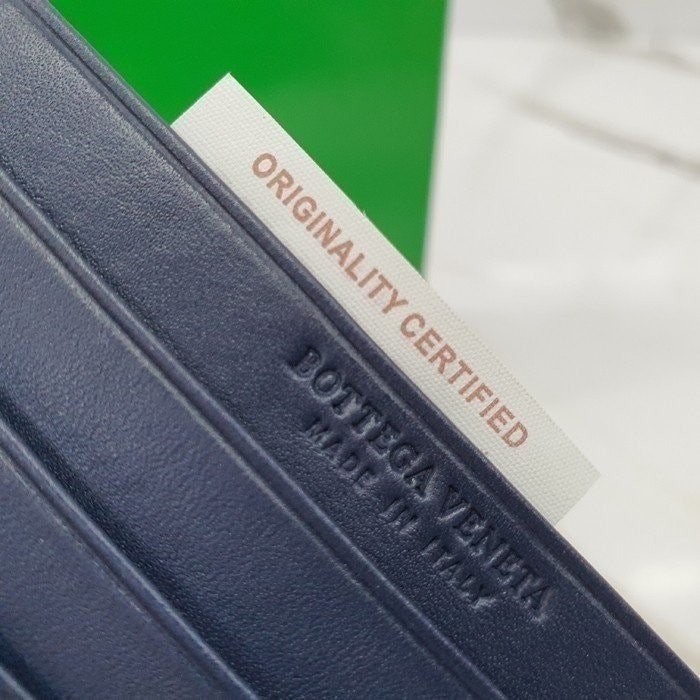 ORIGINALITY CERTIFIED
BOTTEGA VENETA
MADE IN ITALY